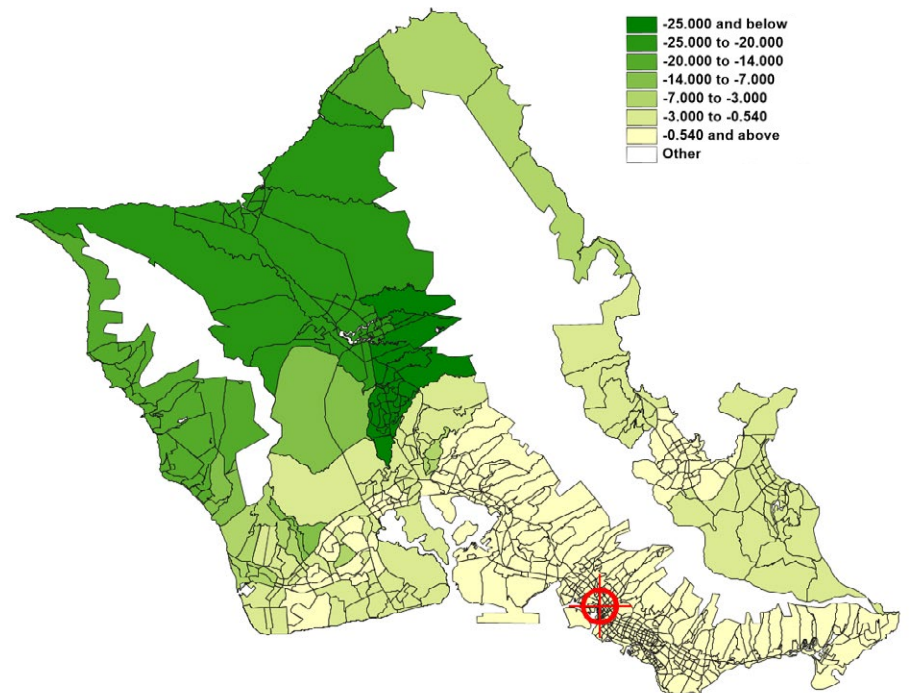 -25.000 and below
-25.000 to -20.000
-20.000 to -14.000
-14.000 to -7.000
-7.000 to -3.000
-3.000 to -0.540
-0.540 and above
Other